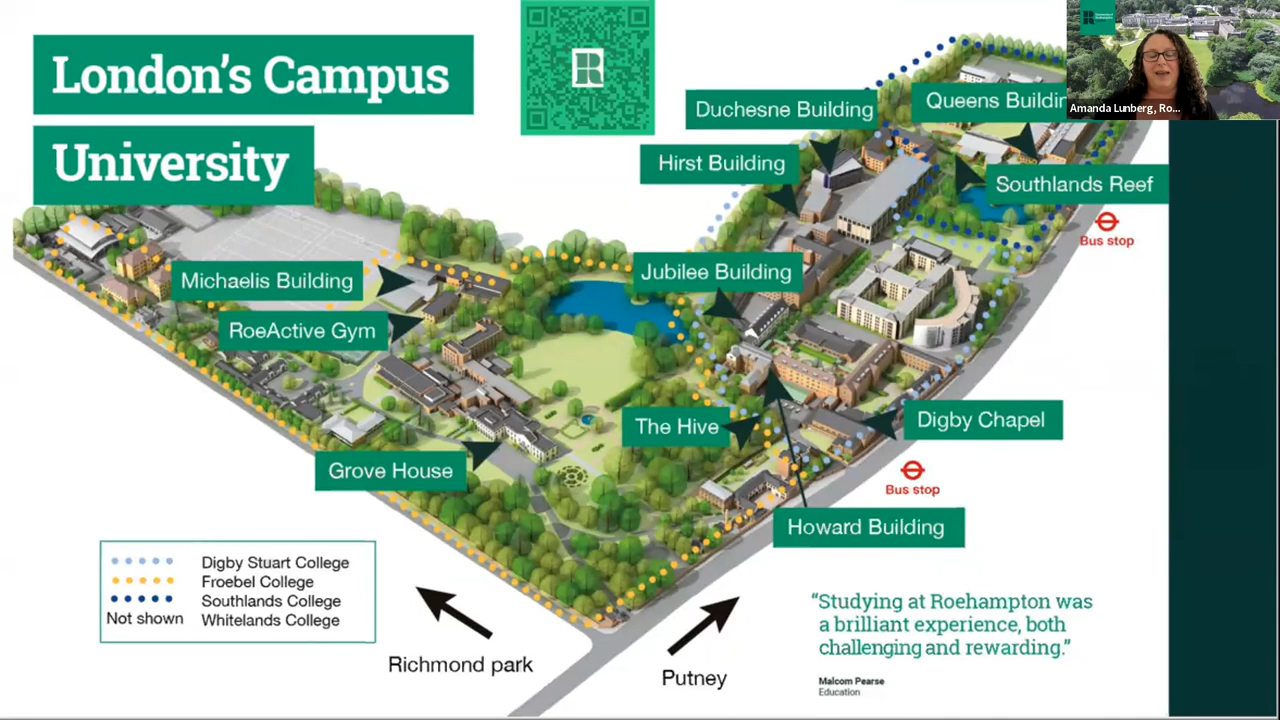 London's Campus
University
Duchesne Building
Queens Buildin
Amanda Lunberg, Ro...
Hirst Building
Southlands Reef
Bus stop
Michaelis Building
Jubilee Building
RoeActive Gym
The Hive
Digby Chapel
Grove House
Bus stop
Howard Building
Digby Stuart College
Froebel College
Southlands College
Not shown
Whitelands College
Richmond park
Putney
“Studying at Roehampton was
a brilliant experience, both
challenging and rewarding.”
Malcom Pearse
Education